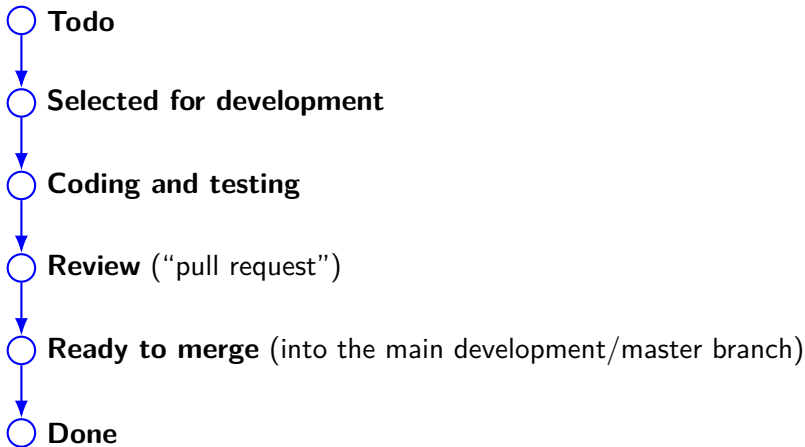 Todo
Selected for development
Coding and testing
Review (“pull request”)
Ready to merge (into the main development/master branch)
Done